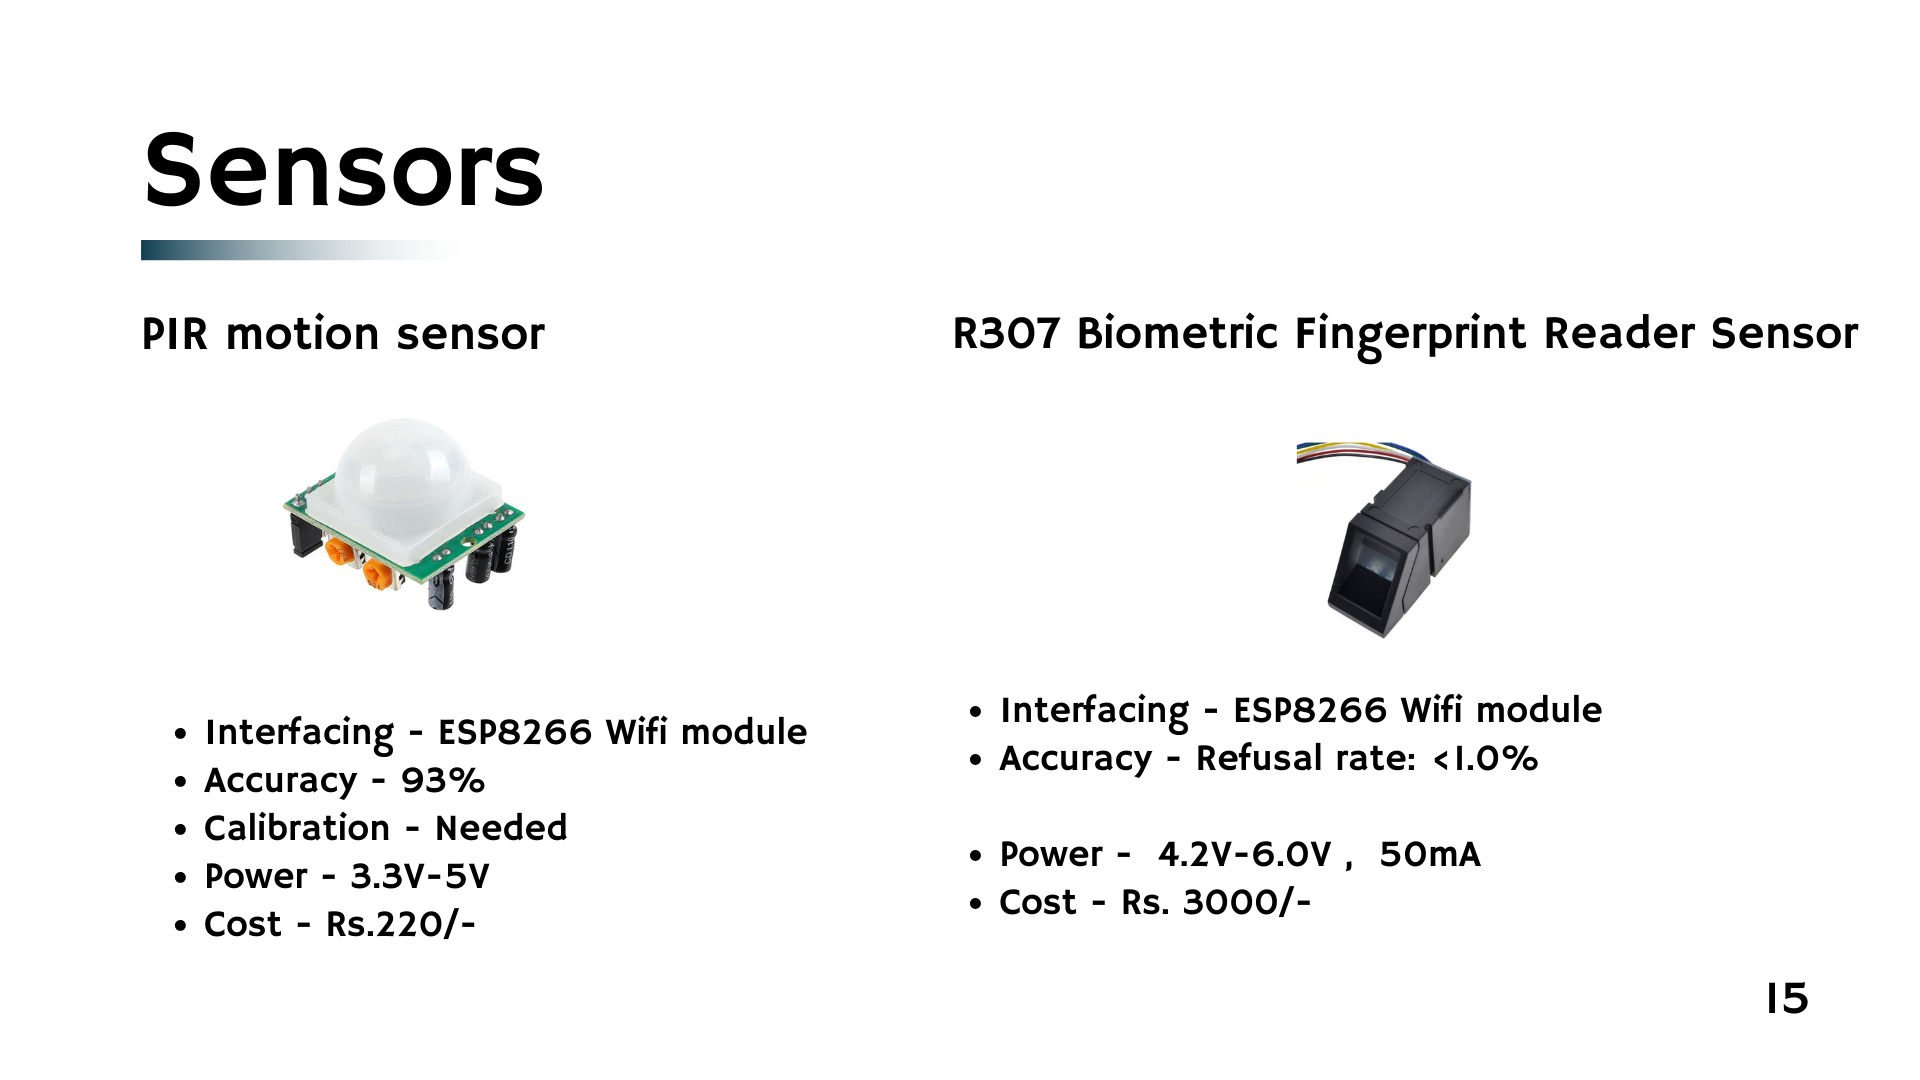 Sensors
PIR motion sensor
R307 Biometric Fingerprint Reader Sensor
• Interfacing - ESP8266 Wifi module
• Accuracy - 93%
• Calibration - Needed
• Power - 3.3V-5V
• Cost - Rs.220/-
• Interfacing - ESP8266 Wifi module
• Accuracy - Refusal rate: <1.0%
• Power -  4.2V-6.0V ,  50mA
• Cost - Rs. 3000/-
15